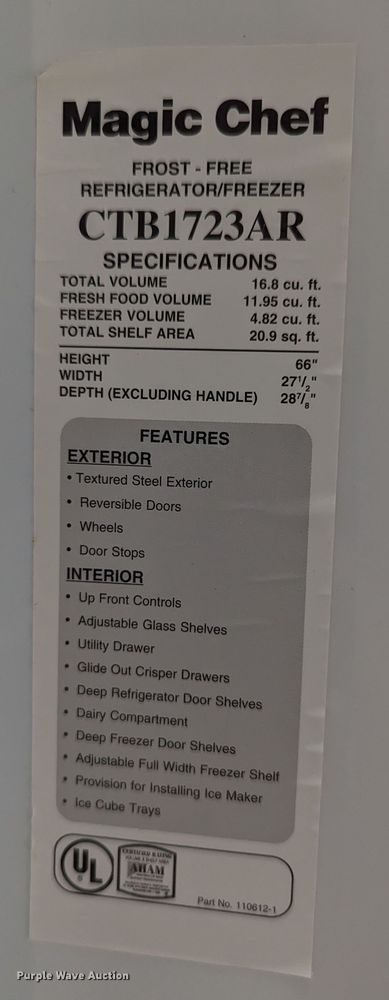 Magic Chef
FROST - FREE
REFRIGERATOR/FREEZER
CTB1723AR
SPECIFICATIONS
TOTAL VOLUME 16.8 cu. ft.
FRESH FOOD VOLUME 11.95 cu. ft.
FREEZER VOLUME 4.82 cu. ft.
TOTAL SHELF AREA 20.9 sq. ft.
HEIGHT 66"
WIDTH 27 1/2"
DEPTH (EXCLUDING HANDLE) 28 7/8"
FEATURES
EXTERIOR
• Textured Steel Exterior
• Reversible Doors
• Wheels
• Door Stops
INTERIOR
• Up Front Controls
• Adjustable Glass Shelves
• Utility Drawer
• Glide Out Crisper Drawers
• Deep Refrigerator Door Shelves
• Dairy Compartment
• Deep Freezer Door Shelves
• Adjustable Full Width Freezer Shelf
• Provision for Installing Ice Maker
• Ice Cube Trays
UL
®
AHAM
Part No. 110612-1
Purple Wave Auction